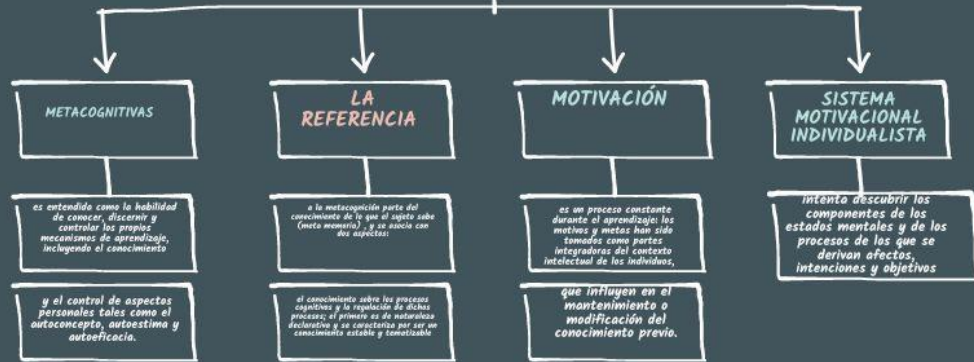 METACOGNITIVAS
es entendida como la habilidad
de conocer, discernir y
controlar los propios
mecanismos de aprendizaje,
incluyendo el conocimiento
y el control de aspectos
personales tales como el
autoconcepto, autoestima y
autoeficacia.
LA
REFERENCIA
a la metacognición parte del
conocimiento de lo que el sujeto sabe
(meta memoria) , y se asocia con
dos aspectos:
el conocimiento sobre los procesos
cognitivos y la regulación de dichos
procesos; el primero es de naturaleza
declarativo y se caracteriza por ser un
conocimiento estable y tematizable
MOTIVACIÓN
es un proceso constante
durante el aprendizaje: los
motivos y metas han sido
tomados como partes
integradoras del contexto
intelectual de los individuos,
que influyen en el
mantenimiento o
modificación del
conocimiento previo.
SISTEMA
MOTIVACIONAL
INDIVIDUALISTA
intenta descubrir los
componentes de los
estados mentales y de los
procesos de los que se
derivan afectos,
intenciones y objetivos